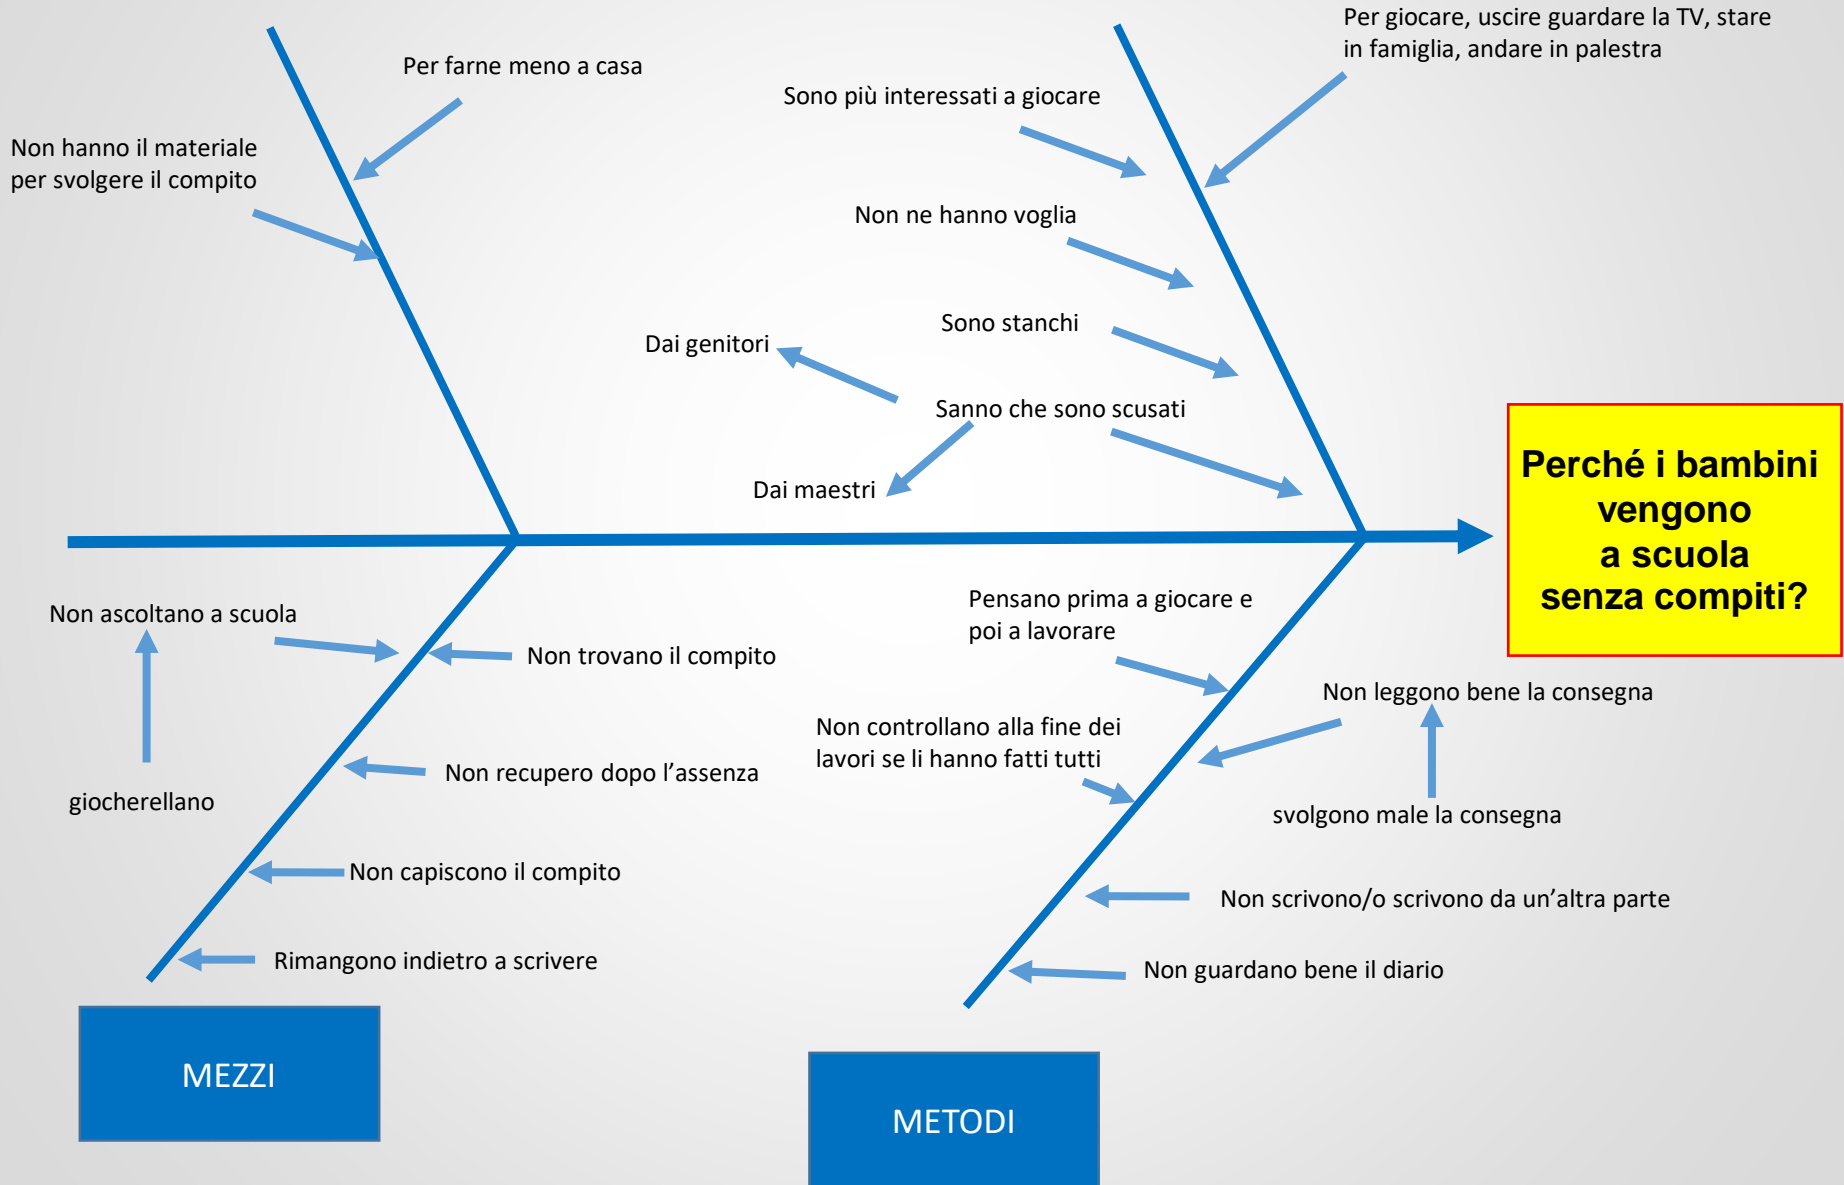 Per giocare, uscire guardare la TV, stare
in famiglia, andare in palestra
Per farne meno a casa
Sono più interessati a giocare
Non hanno il materiale
per svolgere il compito
Non ne hanno voglia
Sono stanchi
Dai genitori
Sanno che sono scusati
Dai maestri
Perché i bambini
vengono
a scuola
senza compiti?
Non ascoltano a scuola
Non trovano il compito
Non recupero dopo l’assenza
giocherellano
Non capiscono il compito
Rimangono indietro a scrivere
MEZZI
Pensano prima a giocare e
poi a lavorare
Non leggono bene la consegna
Non controllano alla fine dei
lavori se li hanno fatti tutti
svolgono male la consegna
Non scrivono/o scrivono da un’altra parte
Non guardano bene il diario
METODI